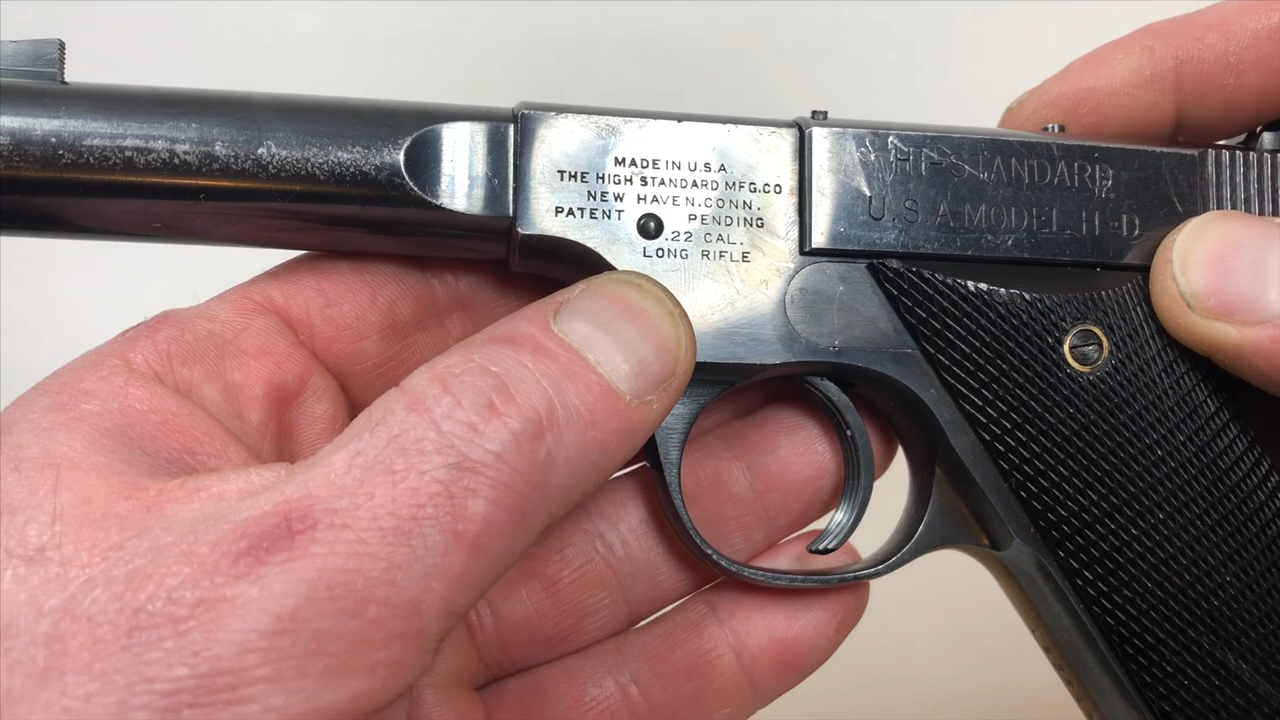 MADE IN U.S.A.
THE HIGH STANDARD MFG.CO
NEW HAVEN.CONN.
PATENT PENDING
.22 CAL.
LONG RIFLE
HI-STANDARD
U.S.A. MODEL H-D